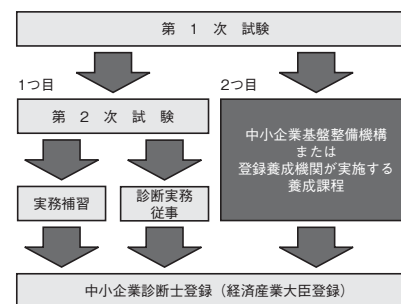 第 1 次 試 験
1つ目
2つ目
第 2 次 試 験
中小企業基盤整備機構
または
登録養成機関が実施する
養成課程
実務補習
診断実務
従事
中小企業診断士登録（経済産業大臣登録）